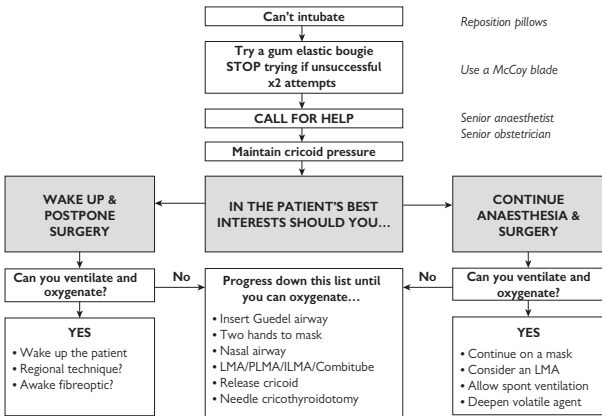 Can't intubate
Reposition pillows
Try a gum elastic bougie
STOP trying if unsuccessful
x2 attempts
Use a McCoy blade
CALL FOR HELP
Senior anaesthetist
Senior obstetrician
Maintain cricoid pressure
WAKE UP &
POSTPONE
SURGERY
IN THE PATIENT'S BEST
INTERESTS SHOULD YOU...
CONTINUE
ANAESTHESIA &
SURGERY
Can you ventilate and
oxygenate?
No
Progress down this list until
you can oxygenate...
• Insert Guedel airway
• Two hands to mask
• Nasal airway
• LMA/PLMA/ILMA/Combitube
• Release cricoid
• Needle cricothyroidotomy
No
Can you ventilate and
oxygenate?
YES
• Wake up the patient
• Regional technique?
• Awake fibreoptic?
YES
• Continue on a mask
• Consider an LMA
• Allow spont ventilation
• Deepen volatile agent